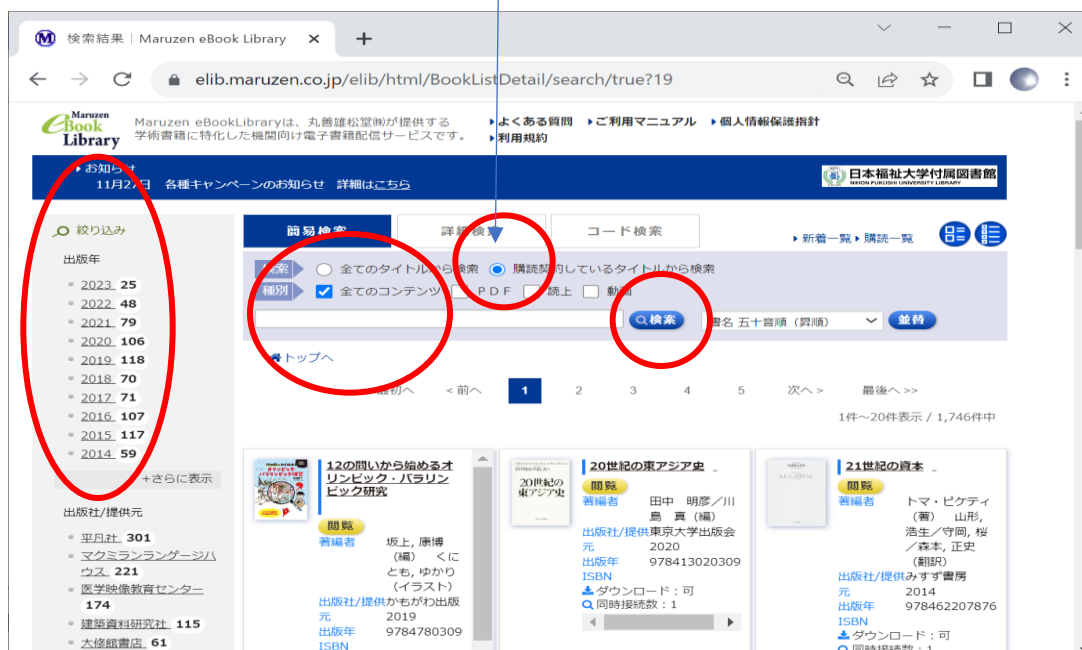 検索結果 | Maruzen eBook Library
elib.maruzen.co.jp/elib/html/BookListDetail/search/true?19
Maruzen
eBook
Library
Maruzen eBookLibraryは、丸善雄松堂㈱が提供する
学術書籍に特化した機関向け電子書籍配信サービスです。
よくある質問 ご利用マニュアル 個人情報保護指針
利用規約
お知らせ
11月27日 各種キャンペーンのお知らせ 詳細はこちら
日本福祉大学付属図書館
NIHON FUKUSHI UNIVERSITY LIBRARY
絞り込み
出版年
2023 25
2022 48
2021 79
2020 106
2019 118
2018 70
2017 71
2016 107
2015 117
2014 59
+さらに表示
出版社/提供元
平凡社 301
マクミランランゲージハ
ウス 221
医学映像教育センター
174
建築資料研究社 115
大修館書店 61
簡易検索 詳細検索 コード検索
新着一覧 購読一覧
検索 全てのタイトルから検索 購読契約しているタイトルから検索
種別 全てのコンテンツ PDF 読上 動画
検索 書名 五十音順 (昇順) 並替
トップへ
最初へ <前へ 1 2 3 4 5 次へ > 最後へ >>
1件～20件表示 / 1,746件中
12の問いから始めるオ
リンピック・パラリン
ピック研究
閲覧
著編者 坂上, 康博
(編) くに
とも, ゆかり
(イラスト)
出版社/提供かもがわ出版
元 2019
出版年 9784780309
ISBN
20世紀の
東アジア史
20世紀の東アジア史
閲覧
著編者 田中 明彦／川
島 真 (編)
出版社/提供東京大学出版会
元 2020
出版年 978413020309
ISBN
ダウンロード：可
同時接続数：1
21世紀の資本
閲覧
著編者 トマ・ピケティ
(著) 山形,
浩生／守岡, 桜
／森本, 正史
(翻訳)
出版社/提供みすず書房
元 2014
出版年 978462207876
ISBN
ダウンロード：可
同時接続数：1